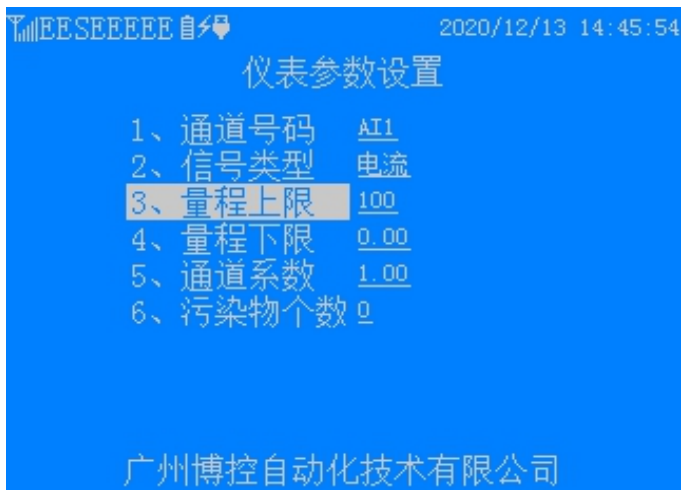 EESEEEEE 2020/12/13 14:45:54
仪表参数设置
1、通道号码 AI1
2、信号类型 电流
3、量程上限 100
4、量程下限 0.00
5、通道系数 1.00
6、污染物个数 0
广州博控自动化技术有限公司